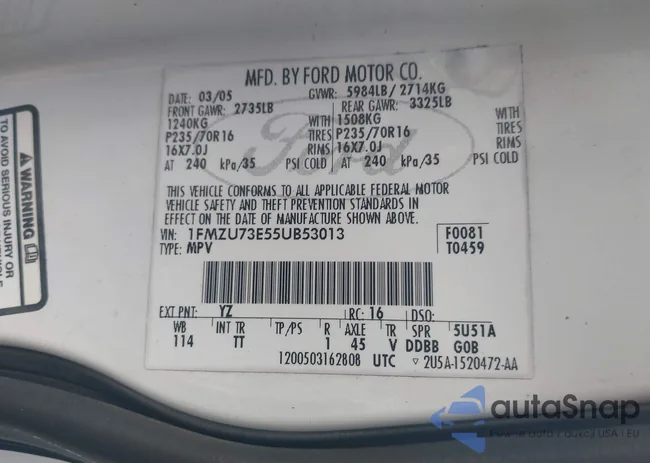 MFD. BY FORD MOTOR CO.
DATE: 03/05 GVWR: 5984LB / 2714KG
FRONT GAWR: 2735LB REAR GAWR: 3325LB
1240KG WITH 1508KG WITH
P235/70R16 TIRES P235/70R16 TIRES
16X7.0J RIMS 16X7.0J RIMS
AT 240 kPa/35 PSI COLD AT 240 kPa/35 PSI COLD
THIS VEHICLE CONFORMS TO ALL APPLICABLE FEDERAL MOTOR
VEHICLE SAFETY AND THEFT PREVENTION STANDARDS IN
EFFECT ON THE DATE OF MANUFACTURE SHOWN ABOVE.
VIN: 1FMZU73E55UB53013 F0081
TYPE: MPV T0459
EXT PNT: YZ RC: 16 DSO:
WB INT TR TP/PS R AXLE TR SPR 5U51A
114 TT 1 45 V DDBB GOB
1200503162808 UTC ▽ 2U5A-1520472-AA
Ford
WARNING
TO AVOID SERIOUS INJURY OR
autoSnap